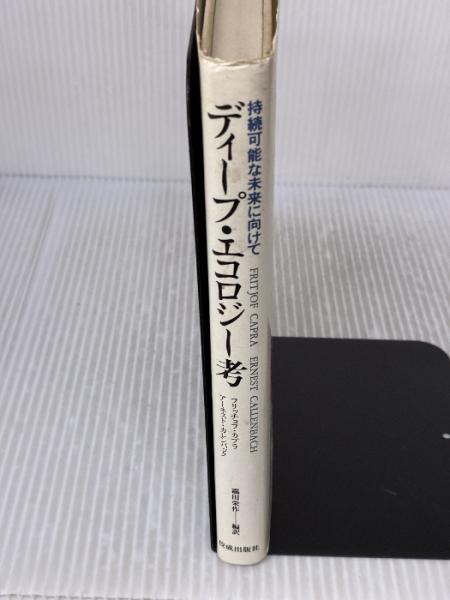 持続可能な未来に向けて
ディープ・エコロジー考
FRITJOF CAPRA ERNEST CALLENBACH
フリッチョフ・カプラ
アーネスト・カレンバック
靏田栄作―編訳
佼成出版社